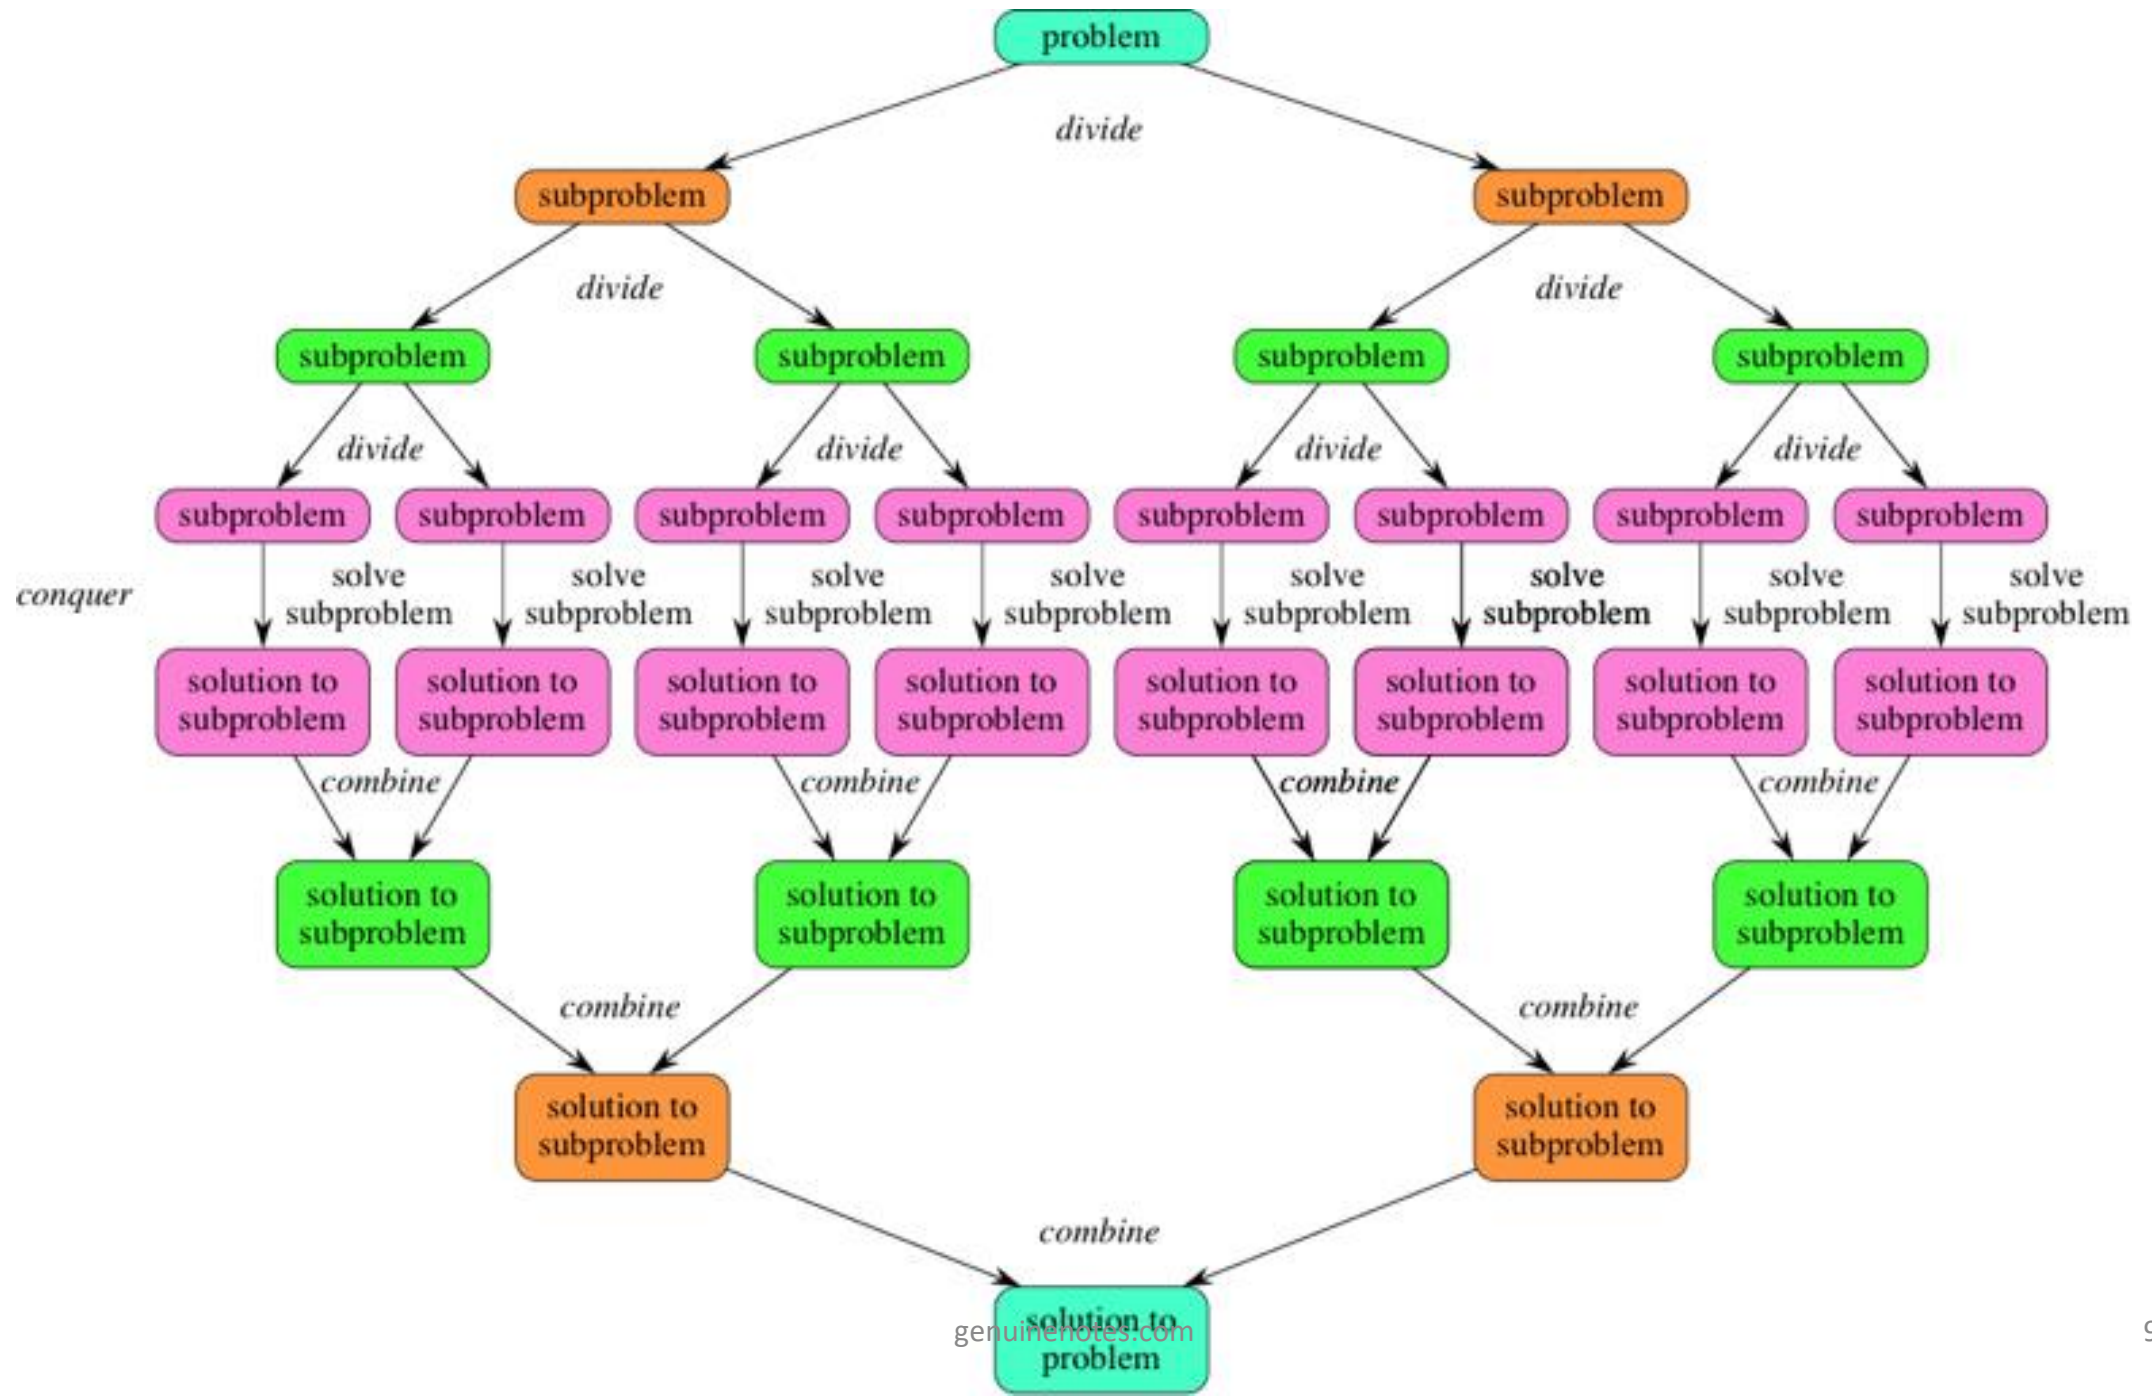 problem
divide
subproblem subproblem
divide divide
subproblem subproblem subproblem subproblem
divide divide divide divide
subproblem subproblem subproblem subproblem subproblem subproblem subproblem subproblem
conquer
solve solve solve solve solve solve solve solve
subproblem subproblem subproblem subproblem subproblem subproblem subproblem subproblem
solution to solution to solution to solution to solution to solution to solution to solution to
subproblem subproblem subproblem subproblem subproblem subproblem subproblem subproblem
combine combine combine combine
solution to solution to solution to solution to
subproblem subproblem subproblem subproblem
combine combine
solution to solution to
subproblem subproblem
combine
solution to
genuinenotes.com 9
problem